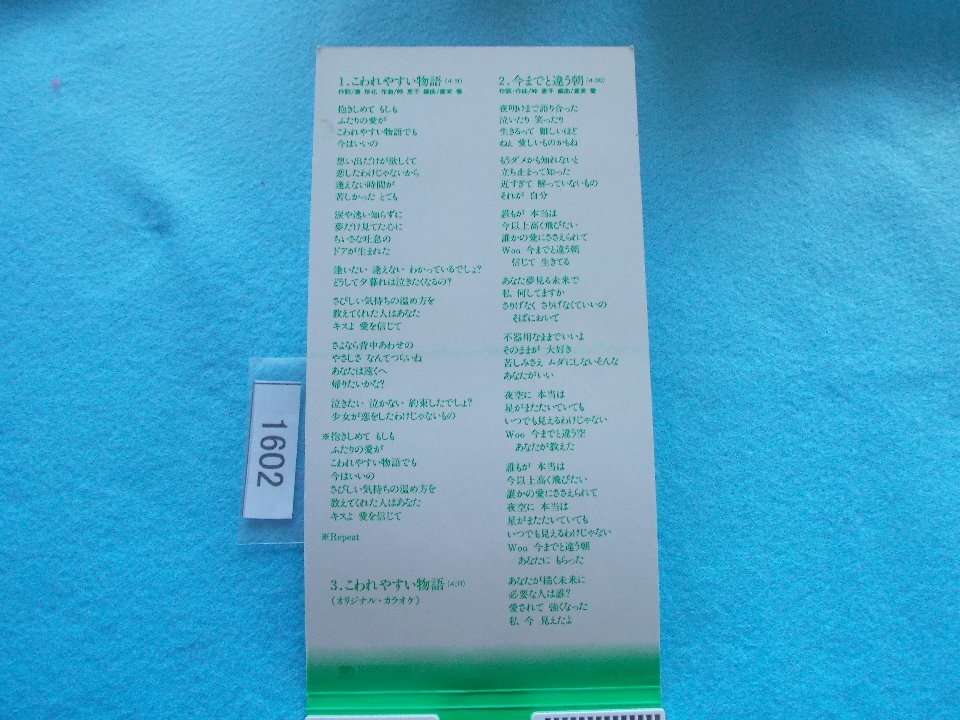 1.こわれやすい物語(4:11)
抱きしめて もしも
ふたりの愛が
こわれやすい物語でも
今はいいの
想い出だけが欲しくて
恋したわけじゃないから
逢えない時間が
苦しかった とても
涙や迷い知らずに
夢だけ見てた心に
ちいさな吐息の
ドアが生まれた
逢いたい 逢えない わかっているでしょ?
どうして夕暮れは泣きたくなるの?
さびしい気持ちの温め方を
教えてくれた人はあなた
キスよ 愛を信じて
さよなら背中あわせの
やさしさ なんてつらいね
あなたは遠くへ
帰りたいかな?
泣きたい 泣かない 約束したでしょ?
少女が恋をしたわけじゃないもの
※抱きしめて もしも
ふたりの愛が
こわれやすい物語でも
今はいいの
さびしい気持ちの温め方を
教えてくれた人はあなた
キスよ 愛を信じて
※Repeat
3.こわれやすい物語(4:11)
(オリジナル・カラオケ)
2.今までと違う朝
夜明けまで語り合った
泣いたり 笑ったり
生きるって 難しいほど
ねぇ 愛しいものかもね
もうダメかも知れないと
立ち止まって知った
近すぎて 解っていないもの
それが 自分
誰もが 本当は
今以上高く飛びたい
誰かの愛にささえられて
Woo 今までと違う朝
信じて 生きてる
あなた夢見る未来で
私、何してますか
さりげなく さりげなくていいの
そばにおいて
不器用なままでいいよ
そのままが 大好き
苦しみさえ ムダにしないそんな
あなたがいい
夜空に 本当は
星がまたたいていても
いつでも見えるわけじゃない
Woo 今までと違う空
あなたが教えた
誰もが 本当は
今以上高く飛びたい
誰かの愛にささえられて
夜空に 本当は
星がまたたいていても
いつでも見えるわけじゃない
Woo 今までと違う朝
あなたに もらった
あなたが描く未来に
必要な人は誰?
愛されて 強くなった
私、今 見えたよ
1602